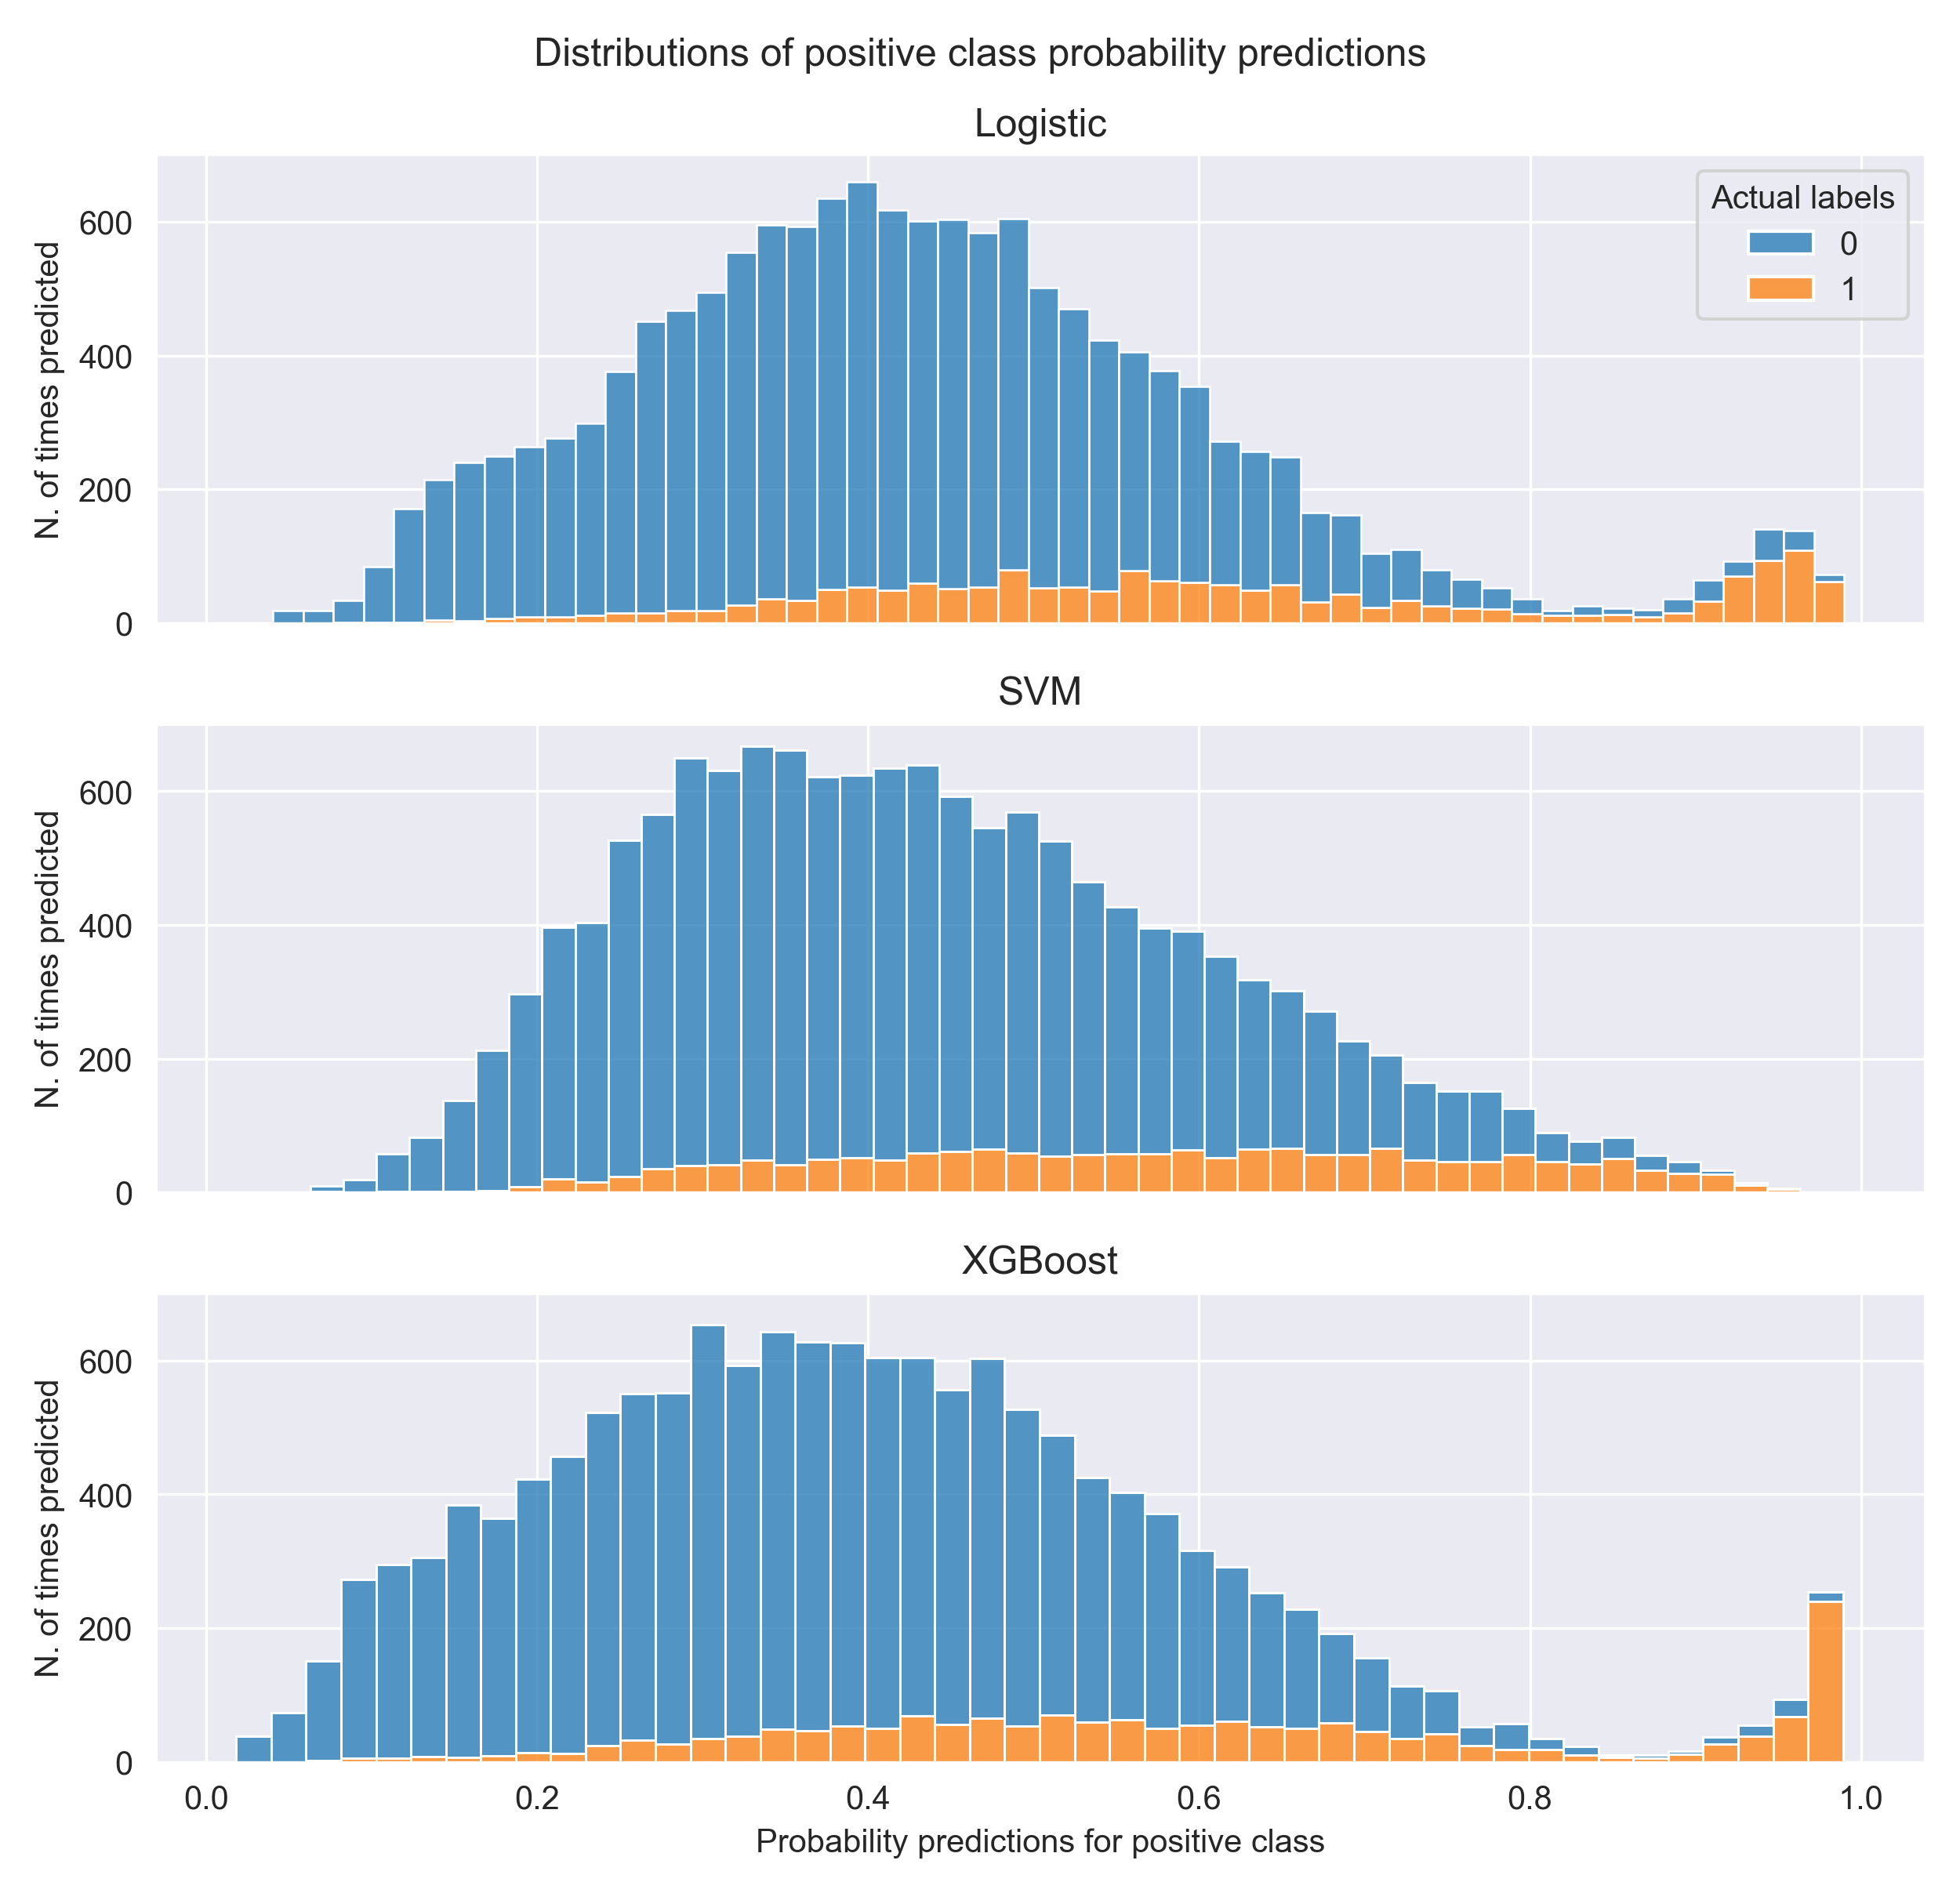 Distributions of positive class probability predictions
Logistic
N. of times predicted
600
400
200
0
Actual labels
0
1
SVM
N. of times predicted
600
400
200
0
XGBoost
N. of times predicted
600
400
200
0
0.0 0.2 0.4 0.6 0.8 1.0
Probability predictions for positive class